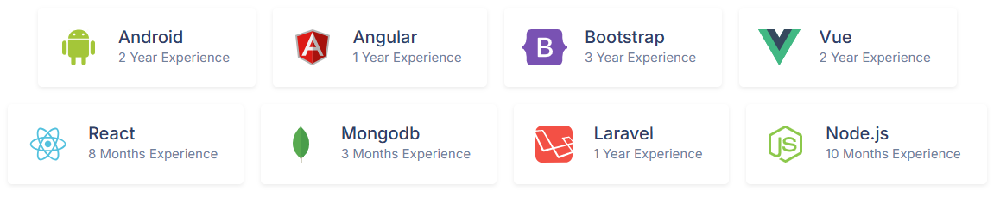 Android
2 Year Experience
Angular
1 Year Experience
B
Bootstrap
3 Year Experience
Vue
2 Year Experience
React
8 Months Experience
Mongodb
3 Months Experience
Laravel
1 Year Experience
JS
Node.js
10 Months Experience